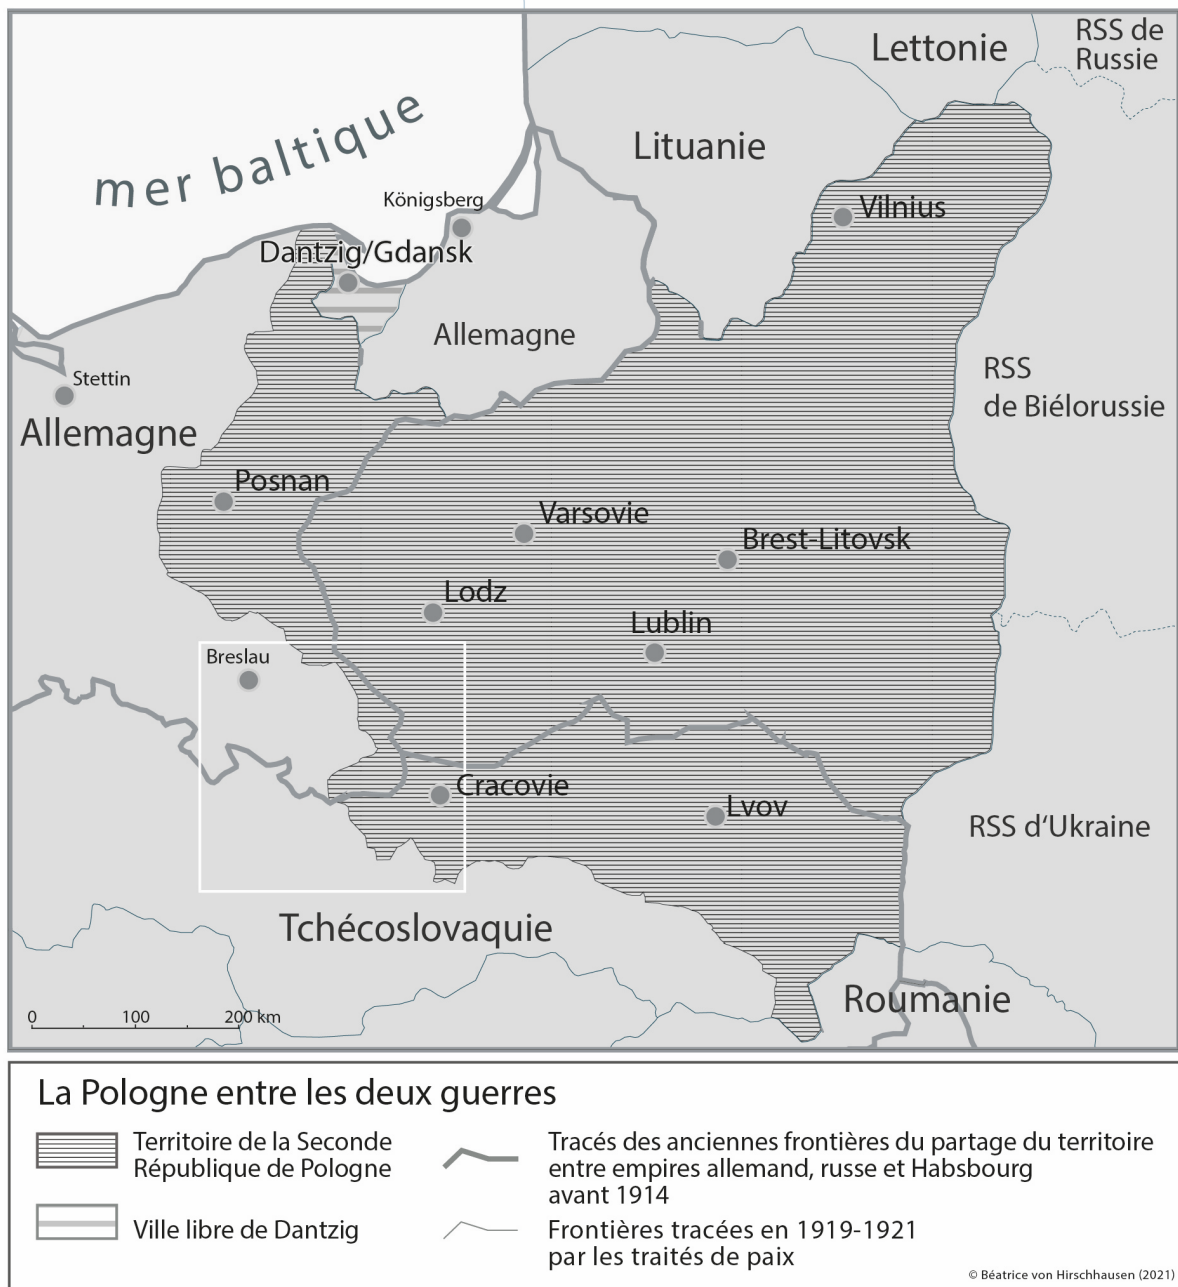 Lettonie
RSS de
Russie
mer baltique
Lituanie
Königsberg
Vilnius
Dantzig/Gdansk
Allemagne
RSS
de Biélorussie
Stettin
Allemagne
Posnan
Varsovie
Brest-Litovsk
Lodz
Lublin
Breslau
Cracovie
Lvov
RSS d‘Ukraine
Tchécoslovaquie
Roumanie
0 100 200 km
La Pologne entre les deux guerres
Territoire de la Seconde
République de Pologne
Ville libre de Dantzig
Tracés des anciennes frontières du partage du territoire
entre empires allemand, russe et Habsbourg
avant 1914
Frontières tracées en 1919-1921
par les traités de paix
© Béatrice von Hirschhausen (2021)